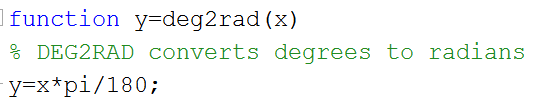 function y=deg2rad(x)
% DEG2RAD converts degrees to radians
y=x*pi/180;